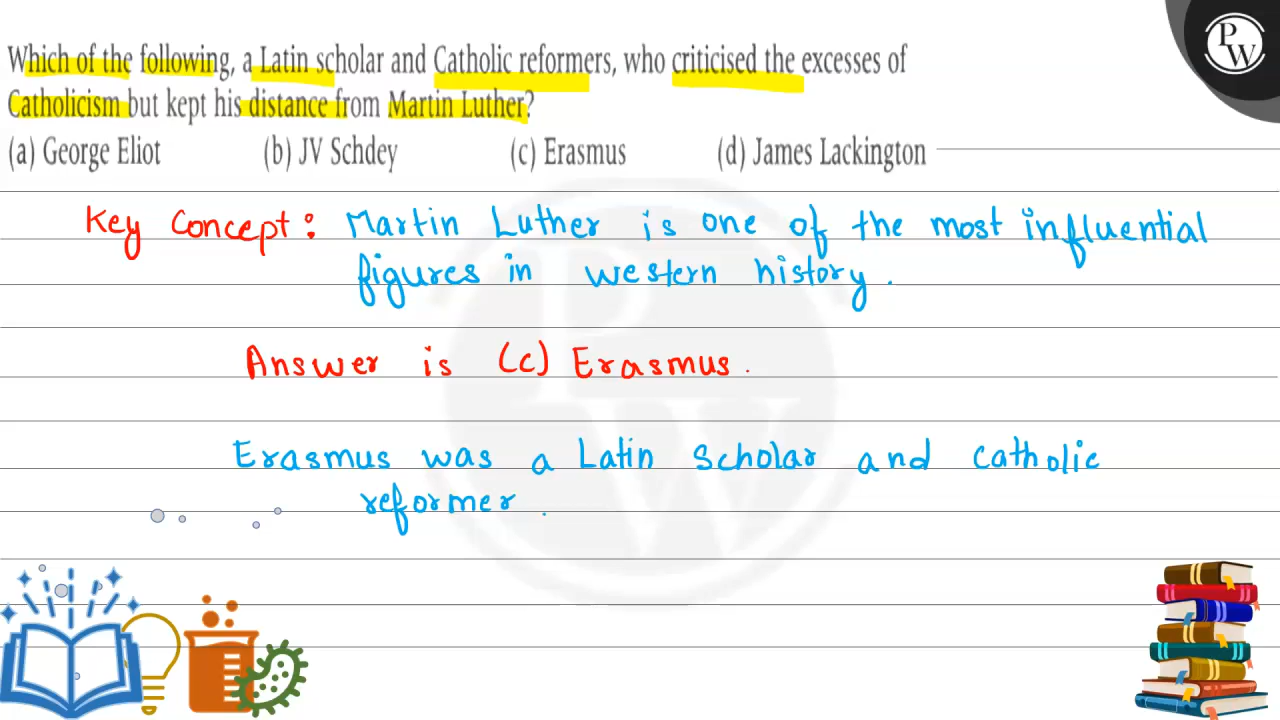 Which of the following, a Latin scholar and Catholic reformers, who criticised the excesses of
Catholicism but kept his distance from Martin Luther?
(a) George Eliot (b) JV Schdey (c) Erasmus (d) James Lackington
Key Concept: Martin Luther is one of the most influential
figures in western history.
Answer is (c) Erasmus.
Erasmus was a Latin scholar and catholic
reformer.
PW
PW